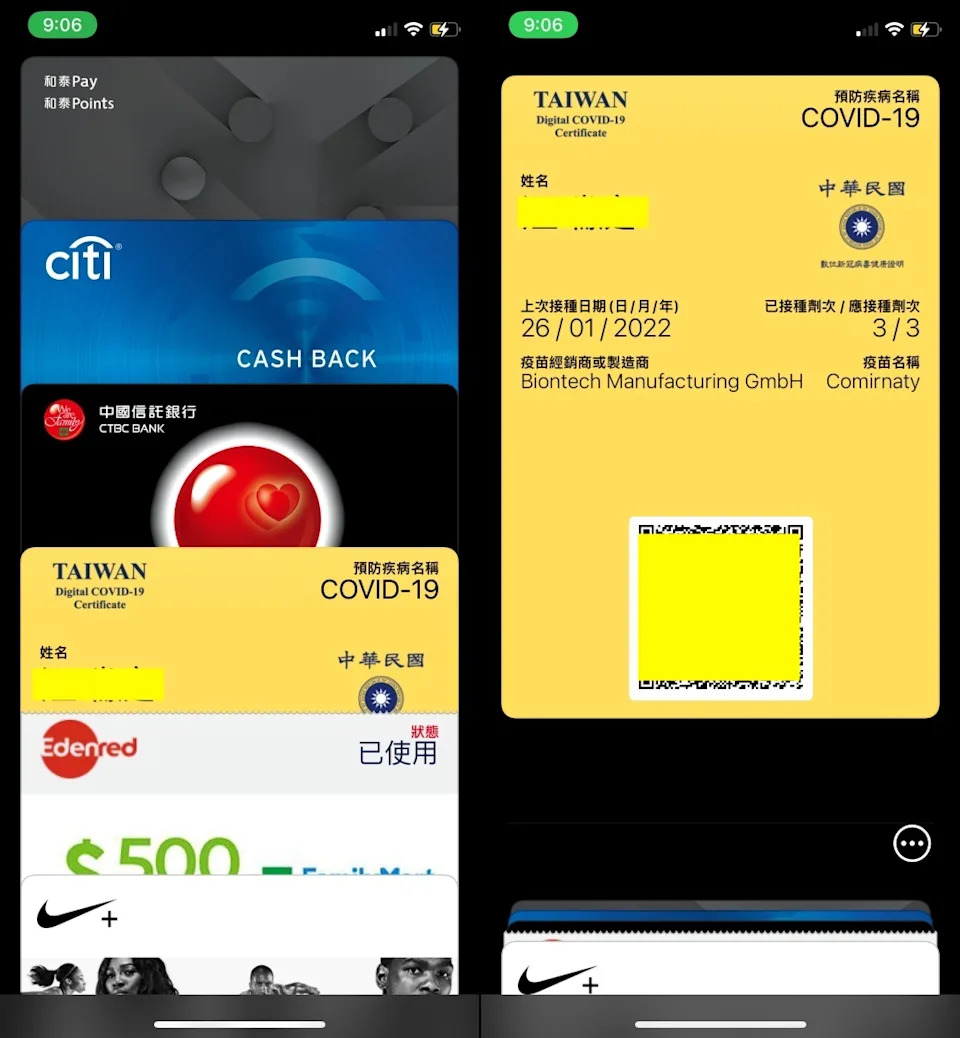 9:06
和泰Pay
和泰Points
citi®
CASH BACK
We are Family
中國信託銀行
CTBC BANK
TAIWAN
Digital COVID-19
Certificate
預防疾病名稱
COVID-19
姓名
中華民國
Edenred
狀態
已使用
$500
FamilyMart
+
9:06
TAIWAN
Digital COVID-19
Certificate
預防疾病名稱
COVID-19
姓名
中華民國
數位新冠病毒健康證明
上次接種日期(日/月/年)
26 / 01 / 2022
已接種劑次 / 應接種劑次
3 / 3
疫苗經銷商或製造商
Biontech Manufacturing GmbH
疫苗名稱
Comirnaty
+